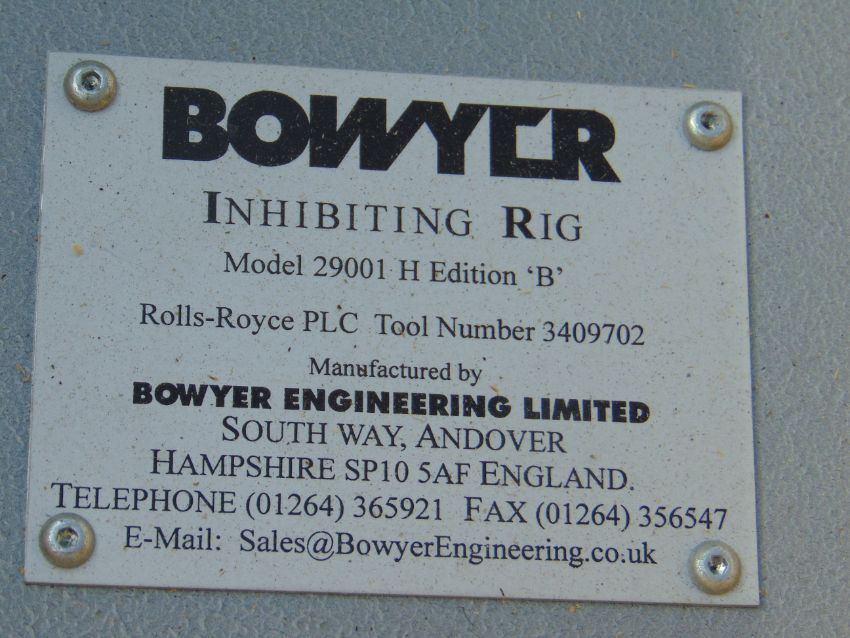 BOWYER
INHIBITING RIG
Model 29001 H Edition ‘B’
Rolls-Royce PLC Tool Number 3409702
Manufactured by
BOWYER ENGINEERING LIMITED
SOUTH WAY, ANDOVER
HAMPSHIRE SP10 5AF ENGLAND.
TELEPHONE (01264) 365921 FAX (01264) 356547
E-Mail: Sales@BowyerEngineering.co.uk